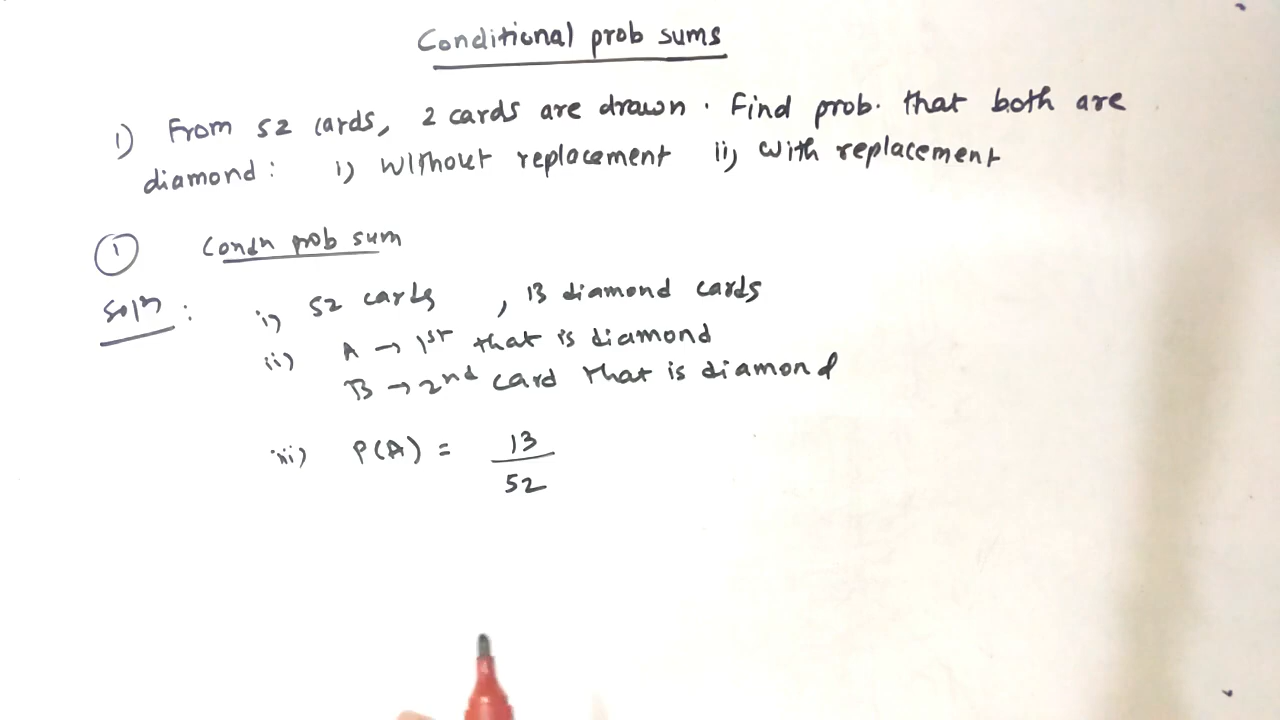 Conditional prob sums
1) From 52 cards, 2 cards are drawn. Find prob. that both are
diamond: i) Without replacement ii) with replacement
1 Condn prob sum
Soln: i) 52 cards, 13 diamond cards
ii) A → 1st that is diamond
B → 2nd card that is diamond
iii) P(A) = 13/52